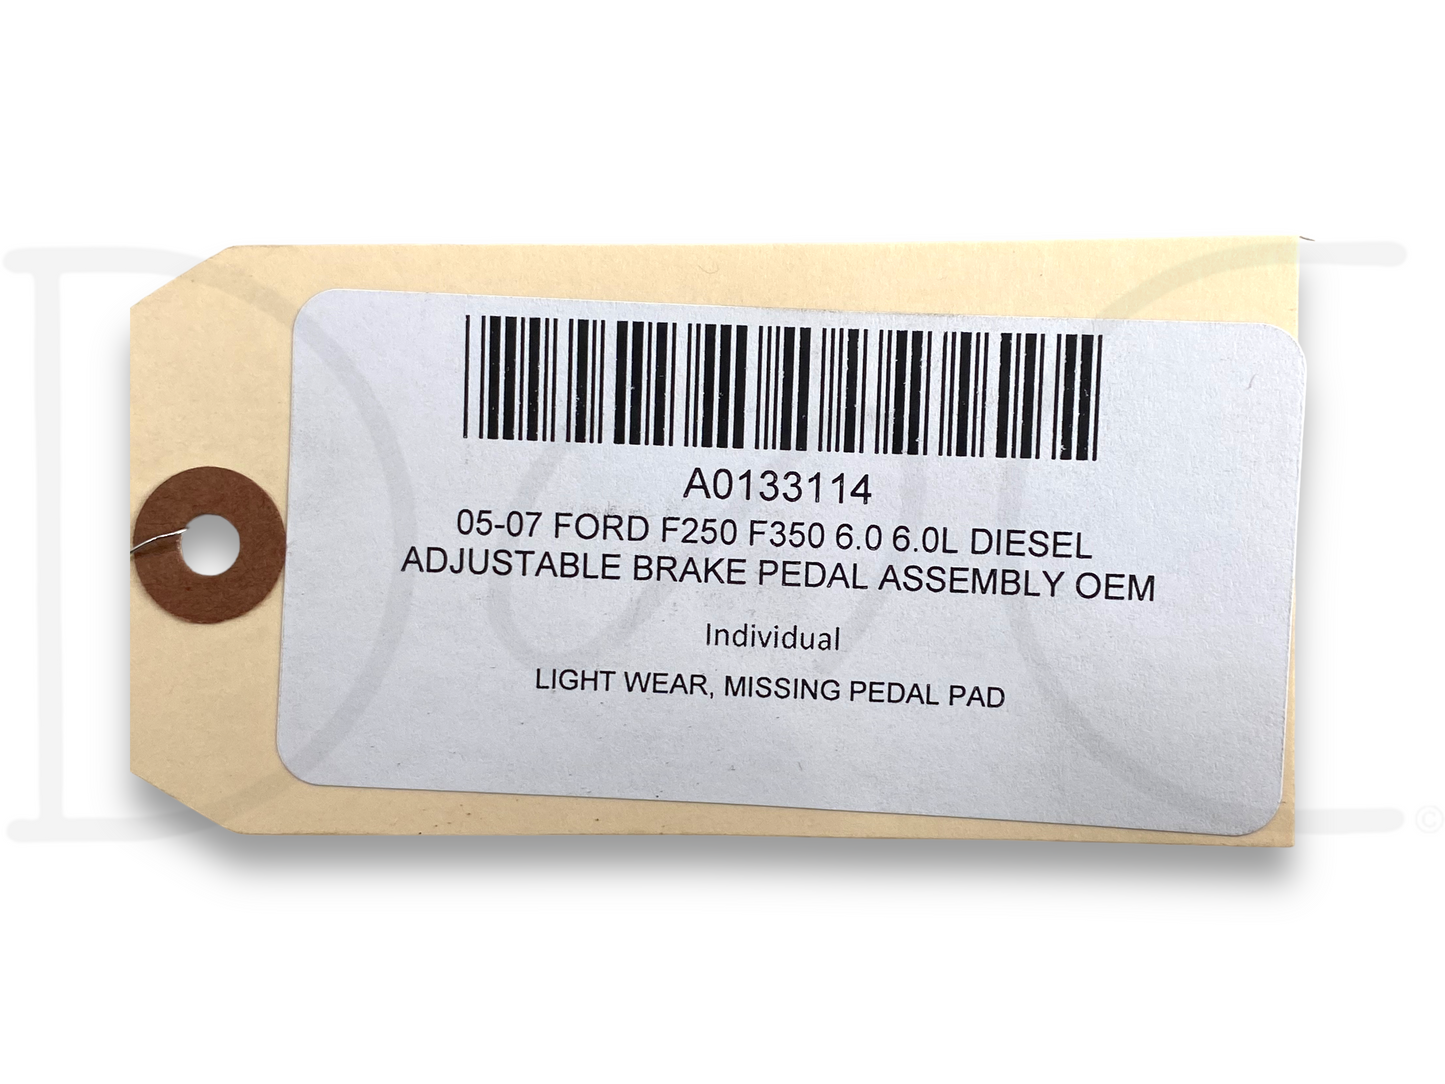 A0133114
05-07 FORD F250 F350 6.0 6.0L DIESEL
ADJUSTABLE BRAKE PEDAL ASSEMBLY OEM
Individual
LIGHT WEAR, MISSING PEDAL PAD